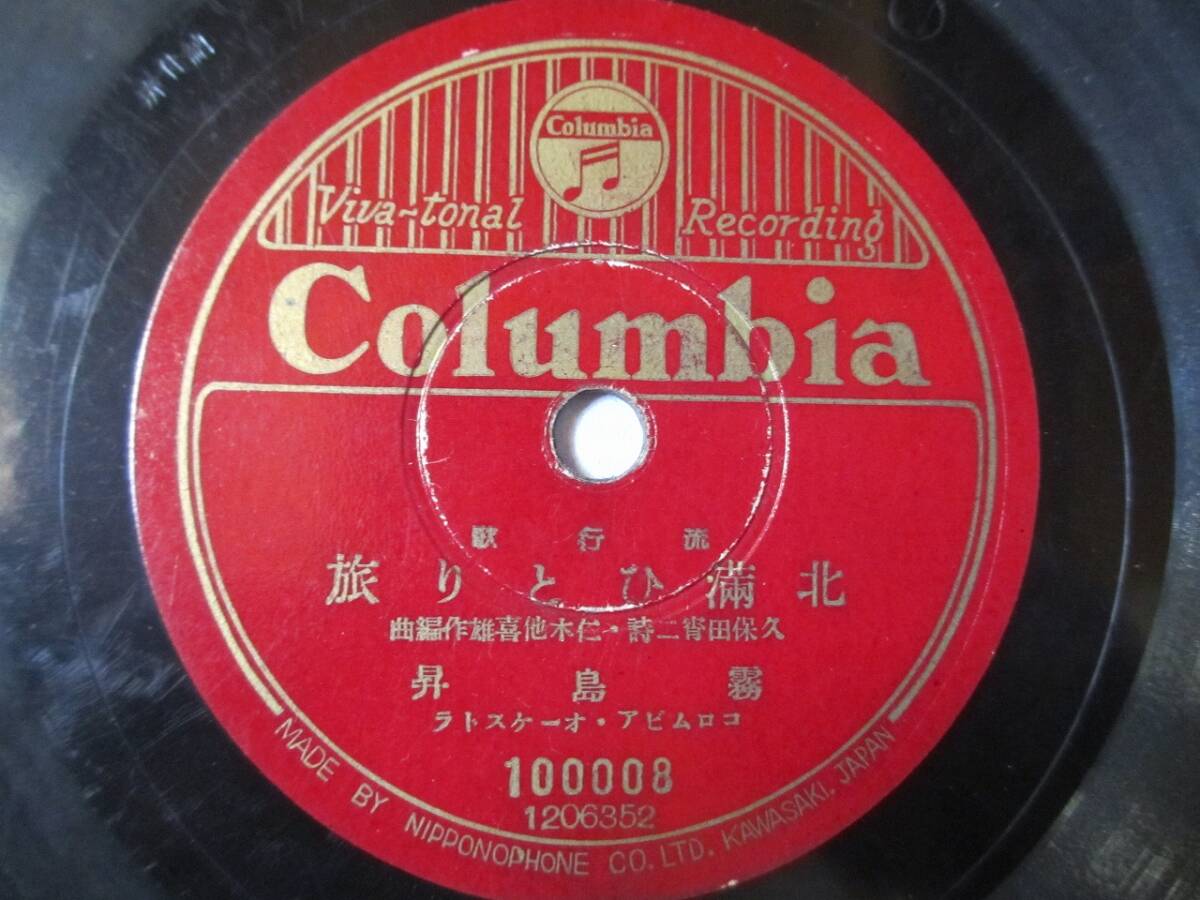 Columbia
Viva-tonal Recording
Columbia
流行歌
北滿ひとり旅
久保田宵二詩・仁木他喜雄作編曲
霧島昇
コロムビア・オーケストラ
100008
1206352
MADE BY NIPPONOPHONE CO. LTD. KAWASAKI, JAPAN